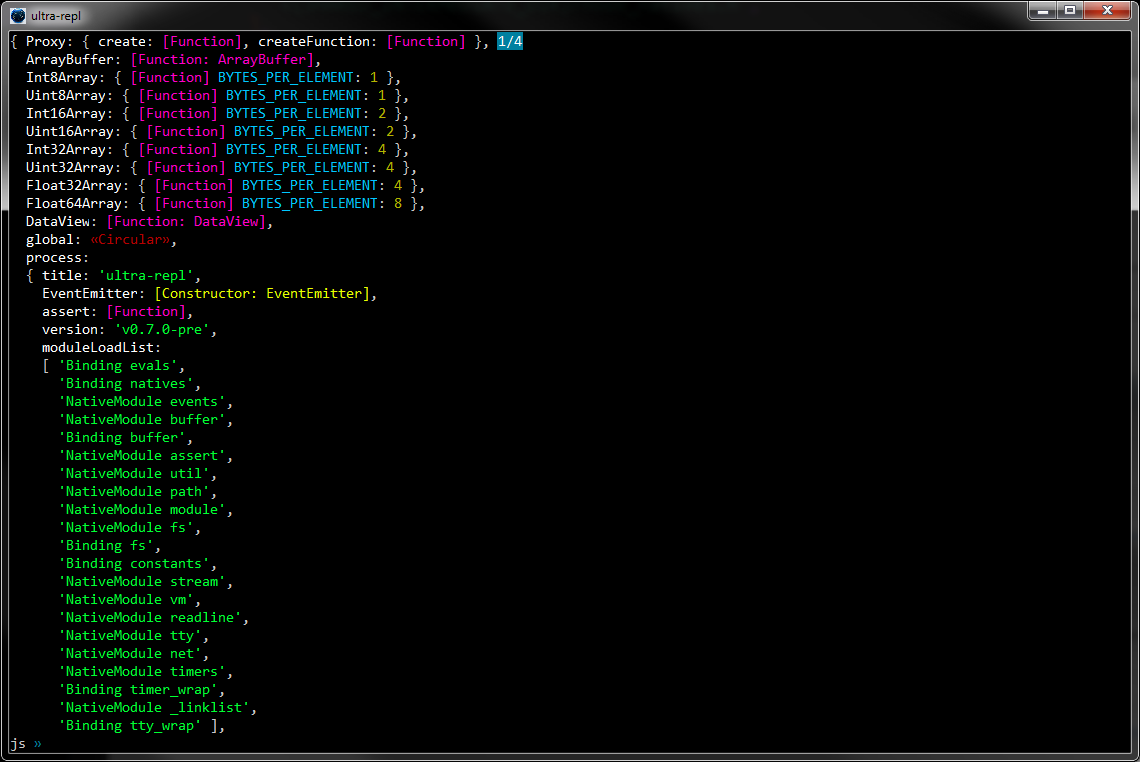 ultra-repl
{ Proxy: { create: [Function], createFunction: [Function] }, 1/4
  ArrayBuffer: [Function: ArrayBuffer],
  Int8Array: { [Function] BYTES_PER_ELEMENT: 1 },
  Uint8Array: { [Function] BYTES_PER_ELEMENT: 1 },
  Int16Array: { [Function] BYTES_PER_ELEMENT: 2 },
  Uint16Array: { [Function] BYTES_PER_ELEMENT: 2 },
  Int32Array: { [Function] BYTES_PER_ELEMENT: 4 },
  Uint32Array: { [Function] BYTES_PER_ELEMENT: 4 },
  Float32Array: { [Function] BYTES_PER_ELEMENT: 4 },
  Float64Array: { [Function] BYTES_PER_ELEMENT: 8 },
  DataView: [Function: DataView],
  global: «Circular»,
  process:
  { title: 'ultra-repl',
    EventEmitter: [Constructor: EventEmitter],
    assert: [Function],
    version: 'v0.7.0-pre',
    moduleLoadList:
    [ 'Binding evals',
      'Binding natives',
      'NativeModule events',
      'NativeModule buffer',
      'Binding buffer',
      'NativeModule assert',
      'NativeModule util',
      'NativeModule path',
      'NativeModule module',
      'NativeModule fs',
      'Binding fs',
      'Binding constants',
      'NativeModule stream',
      'NativeModule vm',
      'NativeModule readline',
      'NativeModule tty',
      'NativeModule net',
      'NativeModule timers',
      'Binding timer_wrap',
      'NativeModule _linklist',
      'Binding tty_wrap' ],
js »